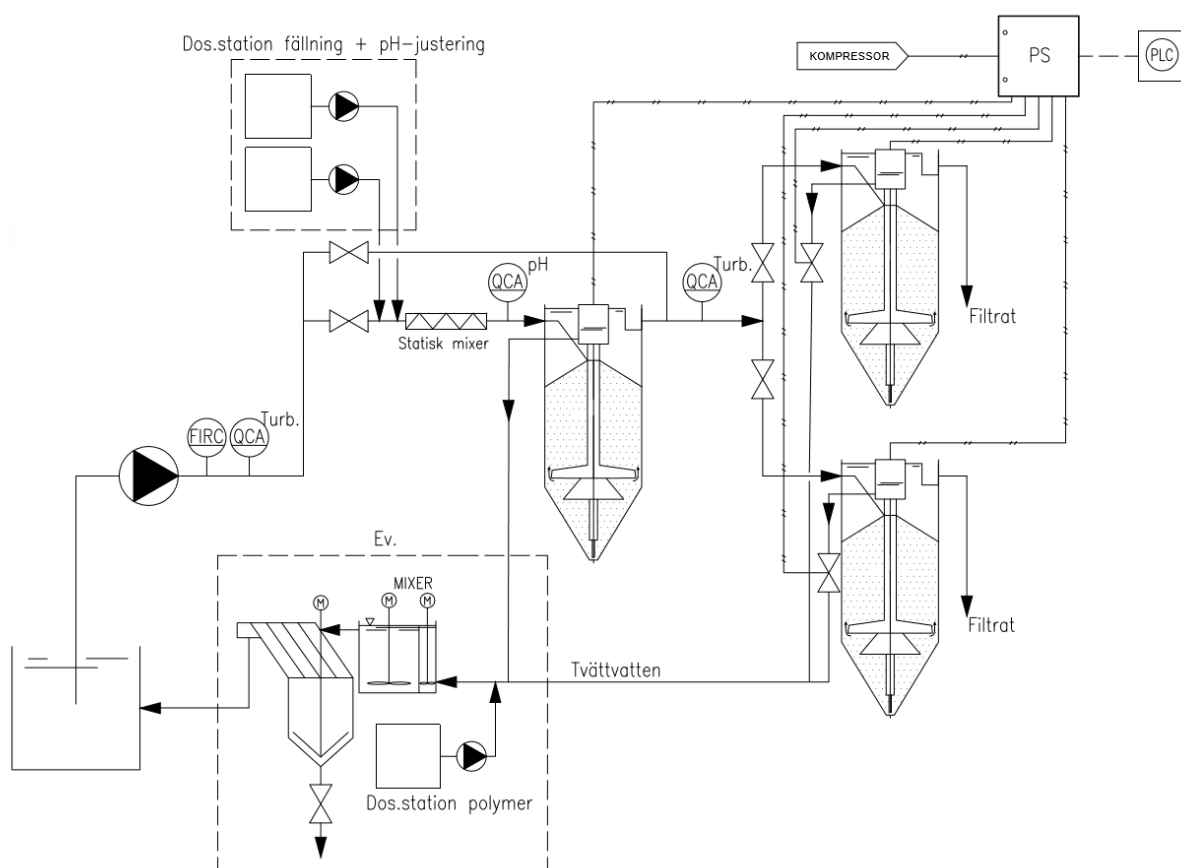 Dos.station fällning + pH-justering
KOMPRESSOR
PS
PLC
pH
QCA
Turb.
QCA
Statisk mixer
Filtrat
Turb.
FIRC
QCA
Ev.
MIXER
M
M
M
Filtrat
Tvättvatten
Dos.station polymer